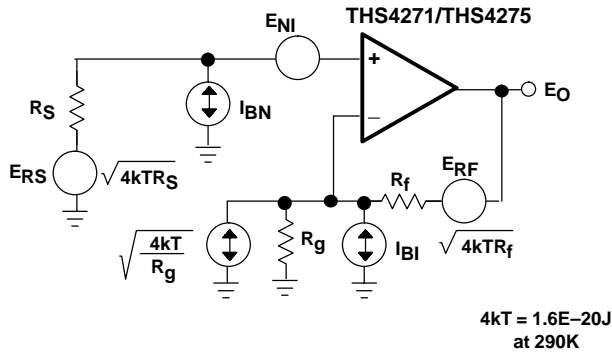 THS4271/THS4275
ENI
+
RS
IBN
EO
_
ERS
√4kTRS
ERF
Rf
√4kTRf
√4kT/Rg
Rg
IBI
4kT = 1.6E–20J
at 290K